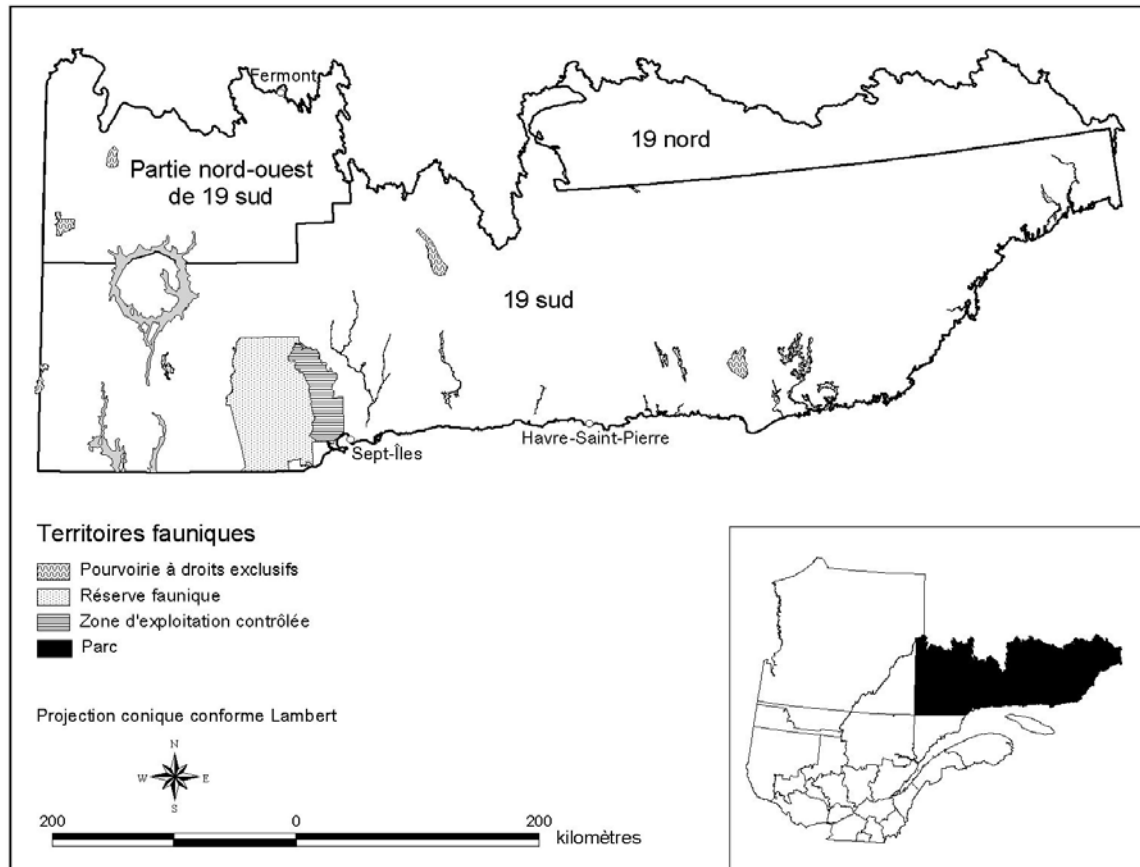 Fermont
19 nord
Partie nord-ouest
de 19 sud
19 sud
Havre-Saint-Pierre
Sept-Îles
Territoires fauniques
Pourvoirie à droits exclusifs
Réserve faunique
Zone d'exploitation contrôlée
Parc
Projection conique conforme Lambert
N
W E
S
200 0 200
kilomètres